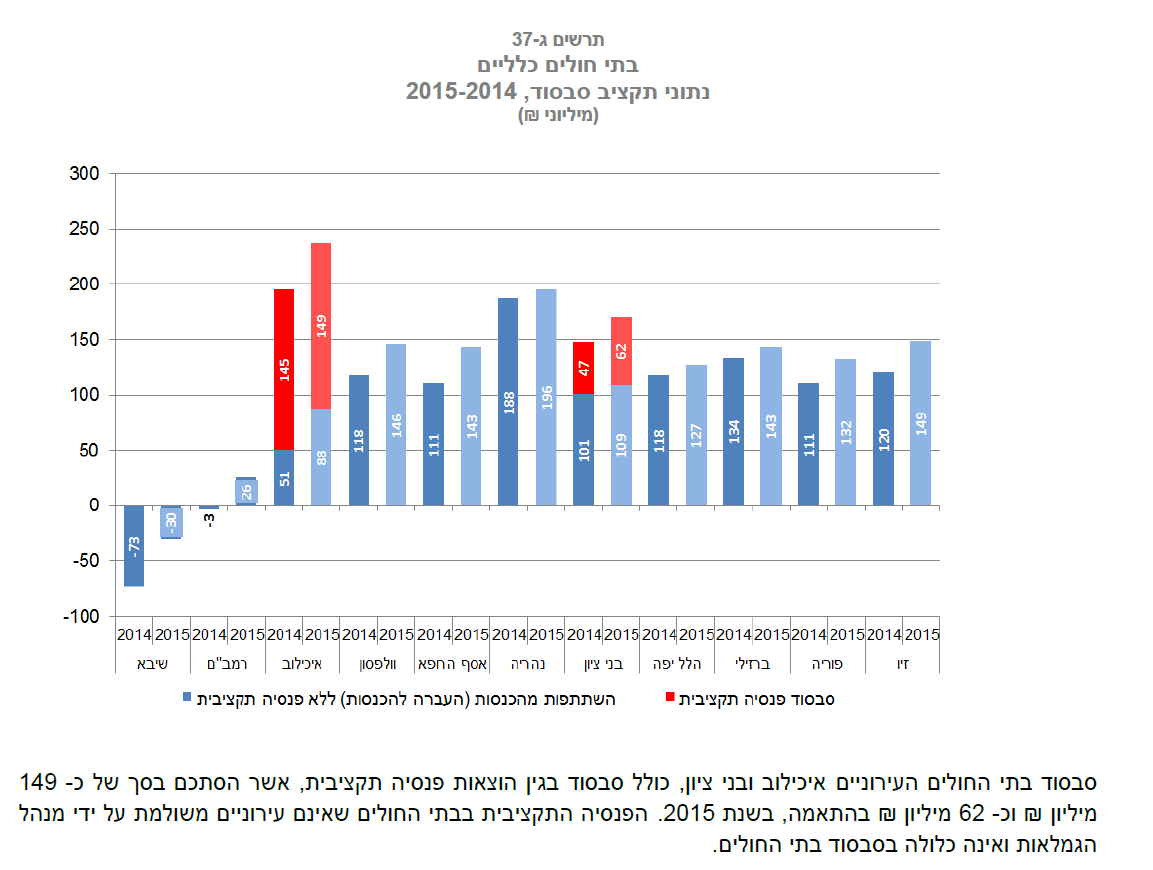 תרשים ג-37
בתי חולים כלליים
נתוני תקציב סבסוד, 2015-2014
(מיליוני ₪)
300
250
200
150
100
50
0
-50
-100
-73
-30
-3
26
51
145
88
149
118
146
111
143
188
196
101
47
109
62
118
127
134
143
111
132
120
149
2014 2015 2014 2015 2014 2015 2014 2015 2014 2015 2014 2015 2014 2015 2014 2015 2014 2015 2014 2015 2014 2015
שיבא
רמב"ם
איכילוב
וולפסון
אסף הרופא
נהריה
בני ציון
הלל יפה
ברזילי
פוריה
זיו
השתתפות מהכנסות (העברה להכנסות) ללא פנסיה תקציבית
סבסוד פנסיה תקציבית
סבסוד בתי החולים העירוניים איכילוב ובני ציון, כולל סבסוד בגין הוצאות פנסיה תקציבית, אשר הסתכם בסך של כ- 149
מיליון ₪ וכ- 62 מיליון ₪ בהתאמה, בשנת 2015. הפנסיה התקציבית בבתי החולים שאינם עירוניים משולמת על ידי מנהל
הגמלאות ואינה כלולה בסבסוד בתי החולים.